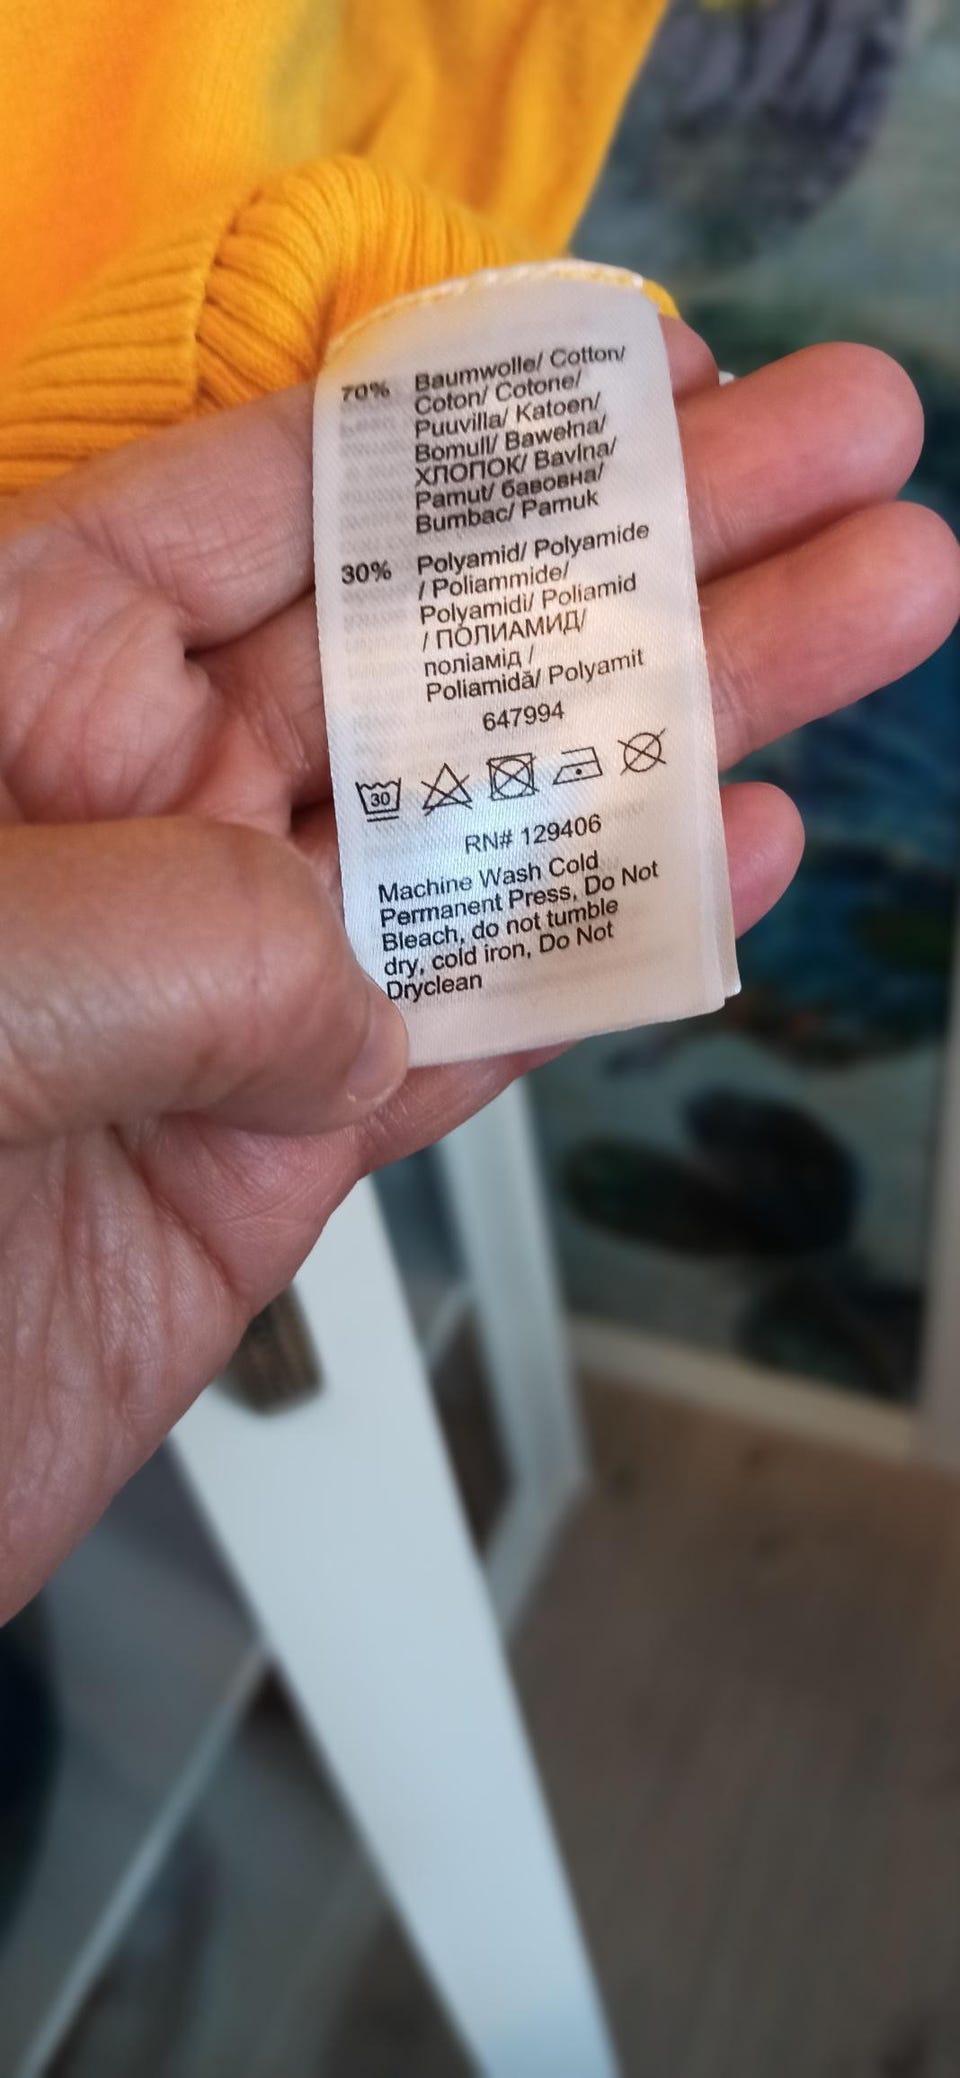 70% Baumwolle/ Cotton/
Coton/ Cotone/
Puuvilla/ Katoen/
Bomull/ Bawełna/
ХЛОПОК/ Bavlna/
Pamut/ бавовна/
Bumbac/ Pamuk
30% Polyamid/ Polyamide
/ Poliammide/
Polyamidi/ Poliamid
/ ПОЛИАМИД/
поліамід /
Poliamidă/ Polyamit
647994
30
RN# 129406
Machine Wash Cold
Permanent Press, Do Not
Bleach, do not tumble
dry, cold iron, Do Not
Dryclean